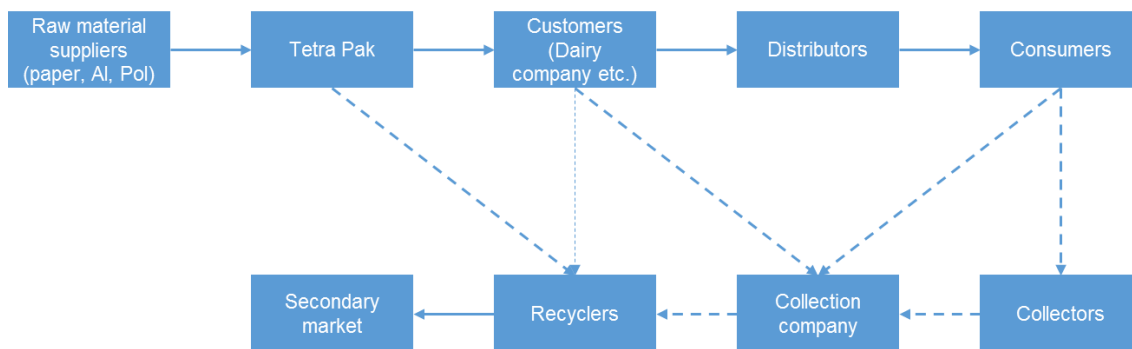 Raw material
suppliers
(paper, Al, Pol)
Tetra Pak
Customers
(Dairy
company etc.)
Distributors
Consumers
Secondary
market
Recyclers
Collection
company
Collectors